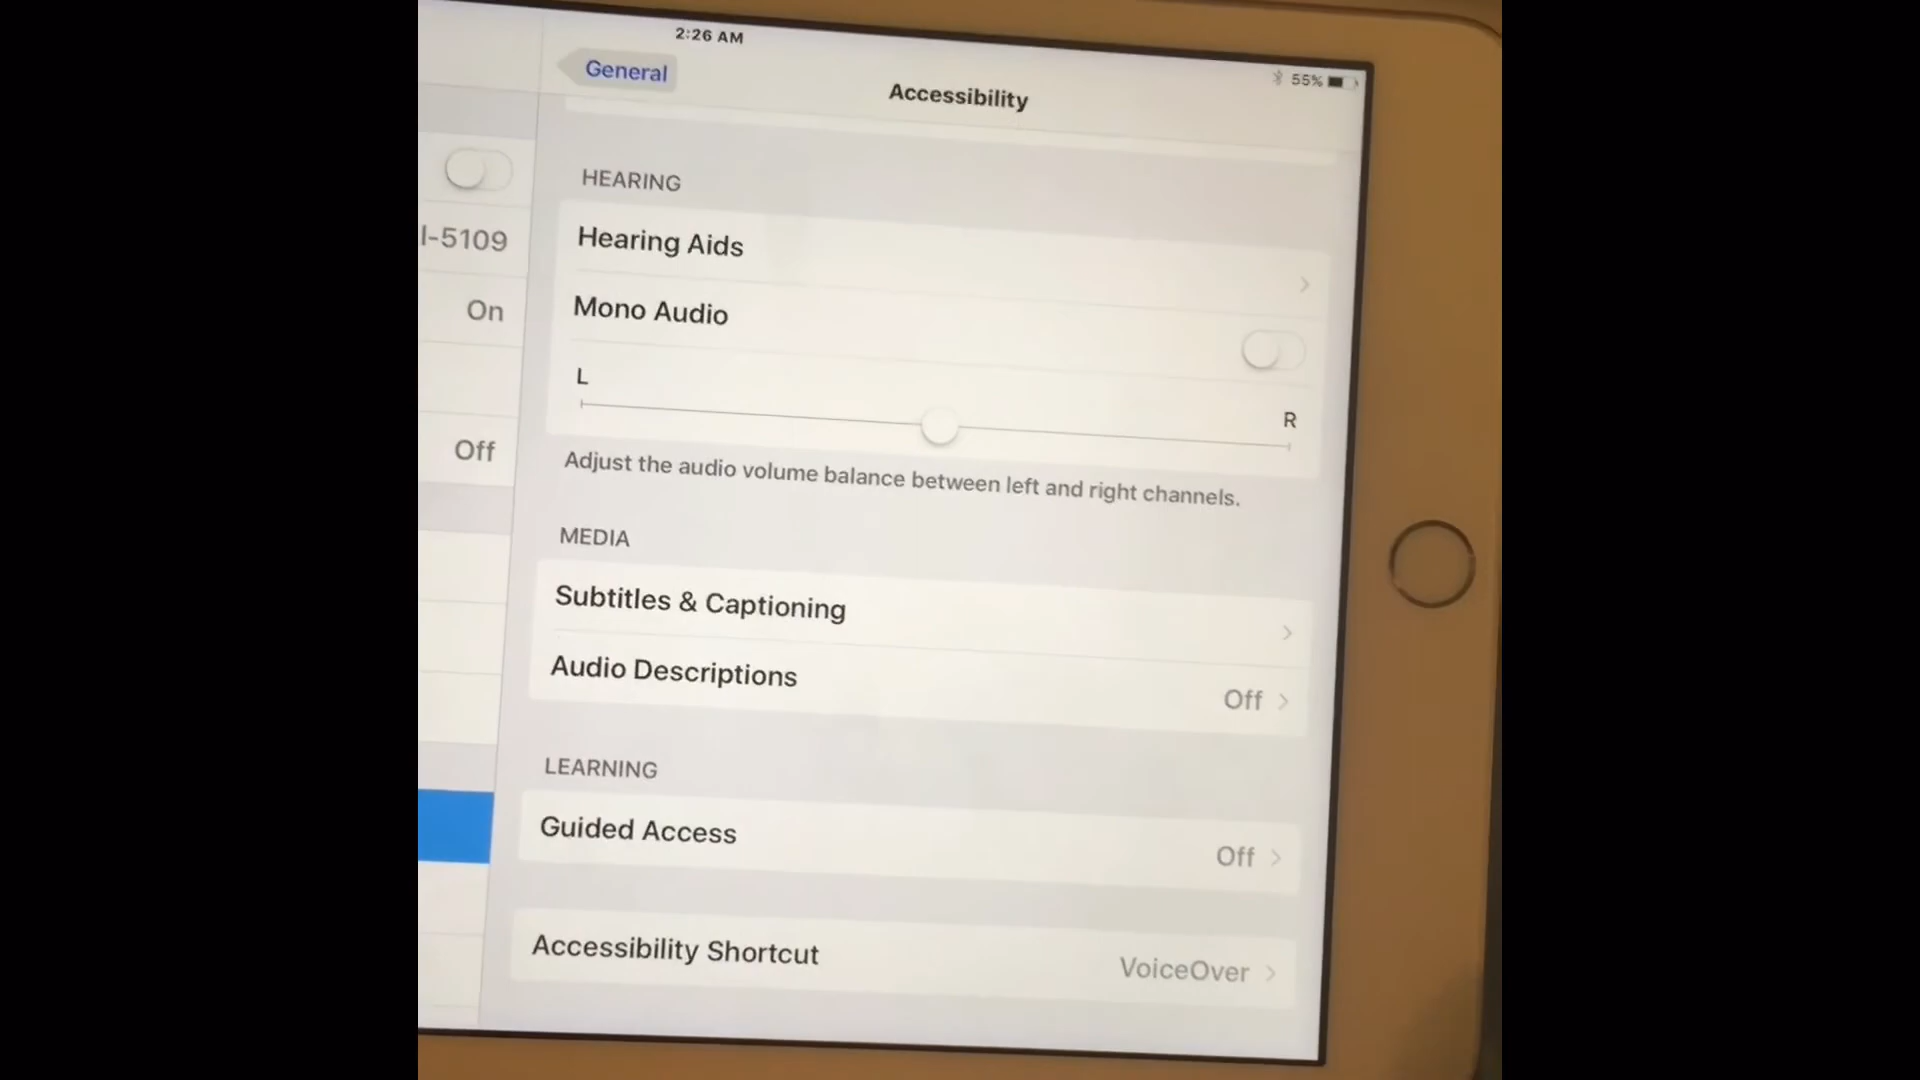 2:26 AM
55%
General
Accessibility
HEARING
Hearing Aids
Mono Audio
L
R
Adjust the audio volume balance between left and right channels.
MEDIA
Subtitles & Captioning
Audio Descriptions
Off
LEARNING
Guided Access
Off
Accessibility Shortcut
VoiceOver
-5109
On
Off